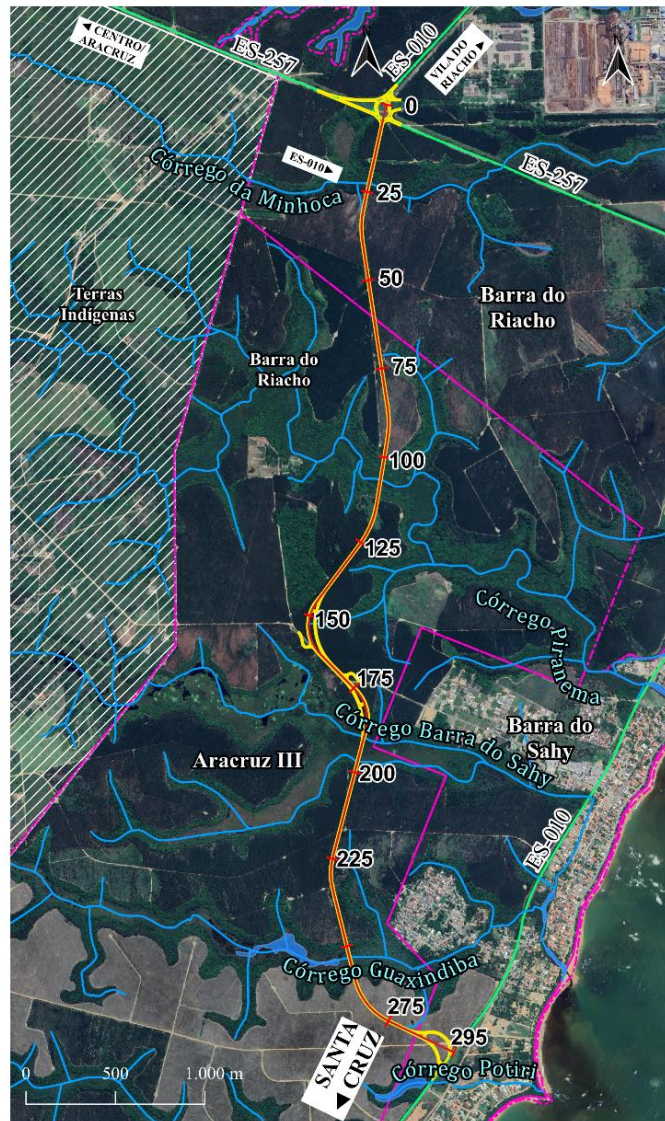 ◄ CENTRO/
ARACRUZ
ES-257
ES-010
VILA DO
RIACHO►
N
N
0
ES-010►
Córrego da Minhoca
25
ES-257
50
Terras
Indígenas
Barra do
Riacho
Barra do
Riacho
75
100
125
Córrego Piranema
150
175
Córrego Barra do Sahy
Barra do
Sahy
Aracruz III
200
ES-010
225
Córrego Guaxindiba
275
SANTA
◄ CRUZ
295
Córrego Potiri
0 500 1.000 m